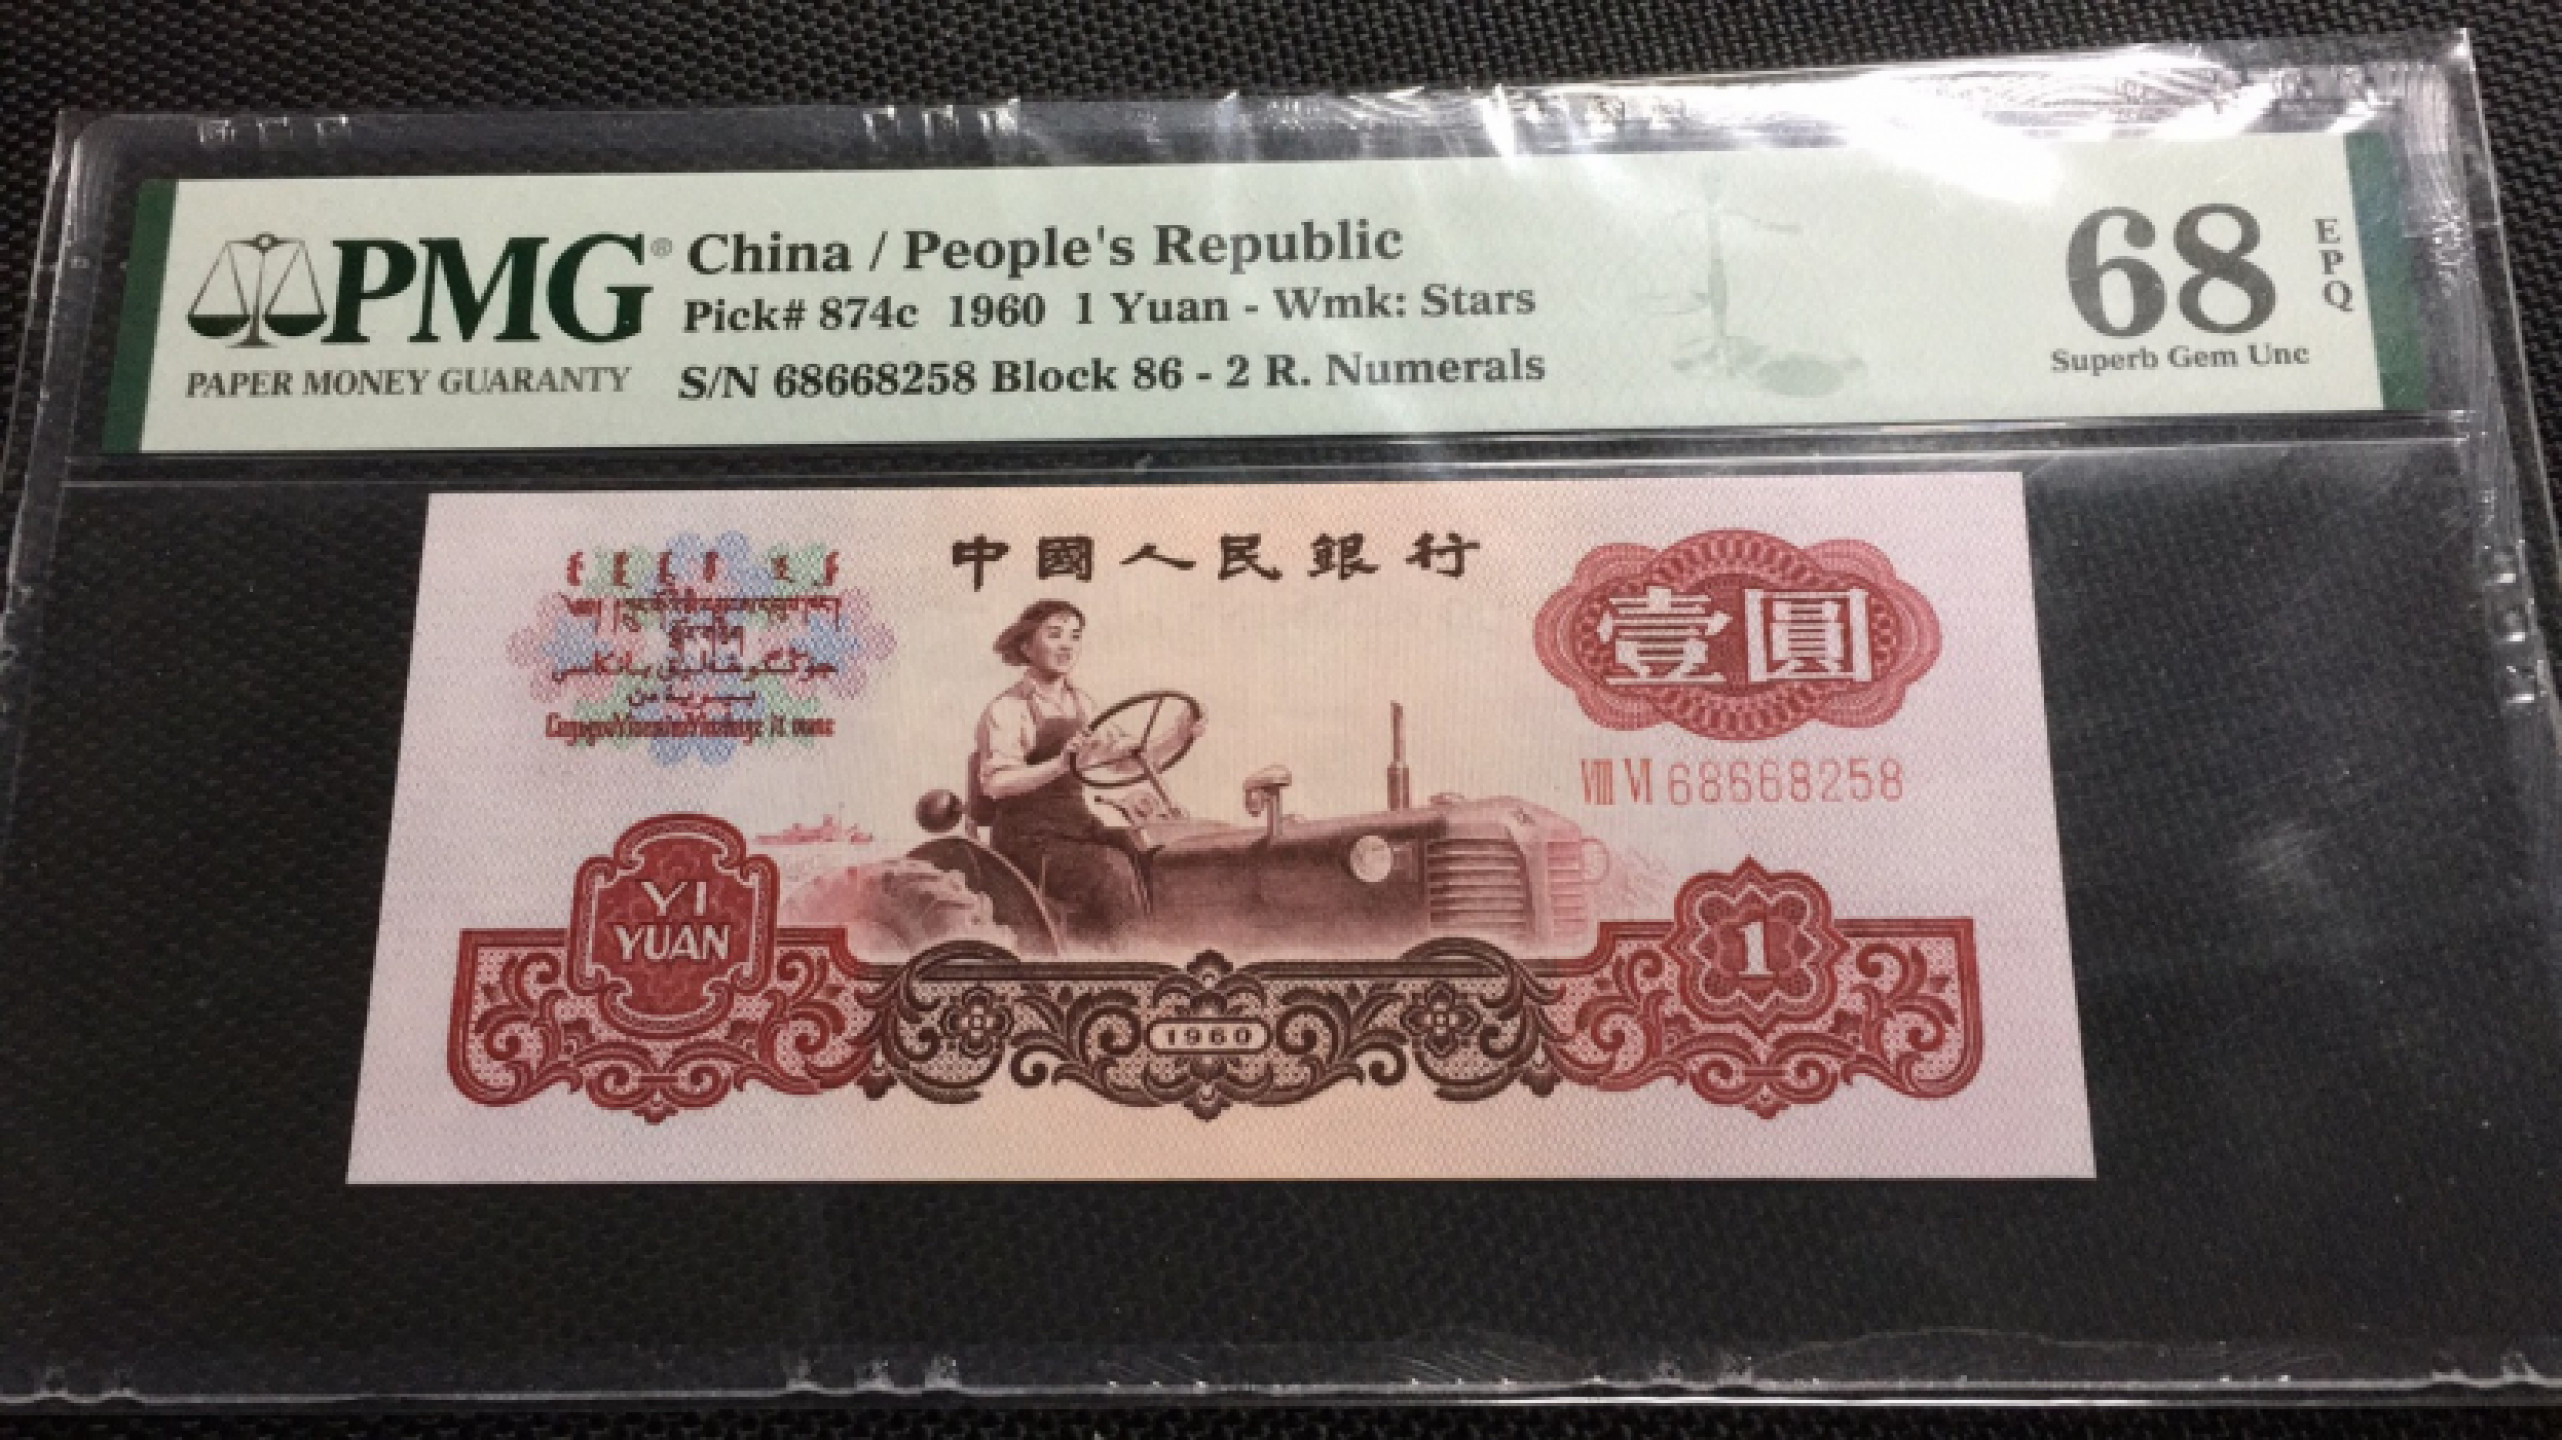 PMG® China / People's Republic
Pick# 874c 1960 1 Yuan - Wmk: Stars
PAPER MONEY GUARANTY
S/N 68668258 Block 86 - 2 R. Numerals
68 EPQ
Superb Gem Unc
中國人民銀行
壹圓
VIII VI 68668258
YI
YUAN
1
1960